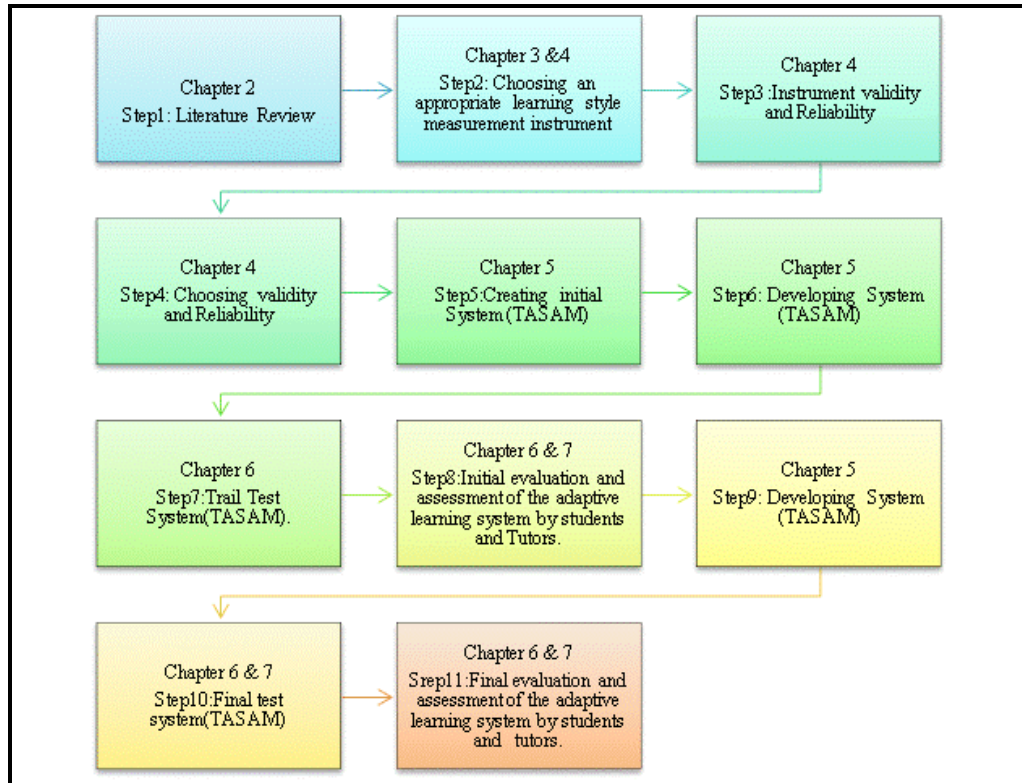 Chapter 2
Step1: Literature Review
Chapter 3 &4
Step2: Choosing an
appropriate learning style
measurement instrument
Chapter 4
Step3 :Instrument validity
and Reliability
Chapter 4
Step4: Choosing validity
and Reliability
Chapter 5
Step5:Creating initial
System (TASAM)
Chapter 5
Step6: Developing System
(TASAM)
Chapter 6
Step7:Trail Test
System(TASAM).
Chapter 6 & 7
Step8:Initial evaluation and
assessment of the adaptive
learning system by students
and Tutors.
Chapter 5
Step9: Developing System
(TASAM)
Chapter 6 & 7
Step10:Final test
system(TASAM)
Chapter 6 & 7
Srep11:Final evaluation and
assessment of the adaptive
learning system by students
and tutors.